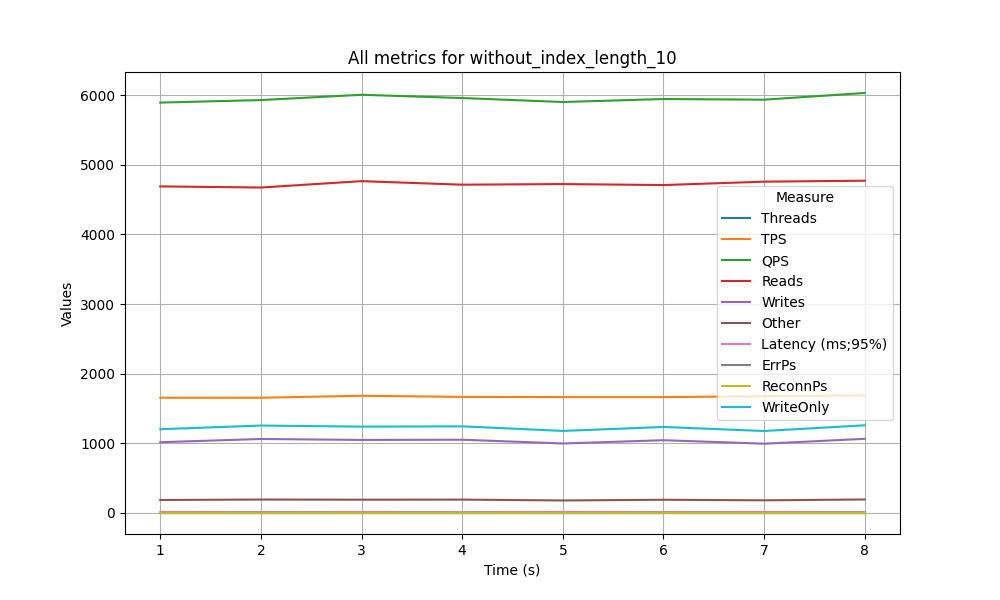 All metrics for without_index_length_10
Values
6000
5000
4000
3000
2000
1000
0
Measure
Threads
TPS
QPS
Reads
Writes
Other
Latency (ms;95%)
ErrPs
ReconnPs
WriteOnly
1 2 3 4 5 6 7 8
Time (s)